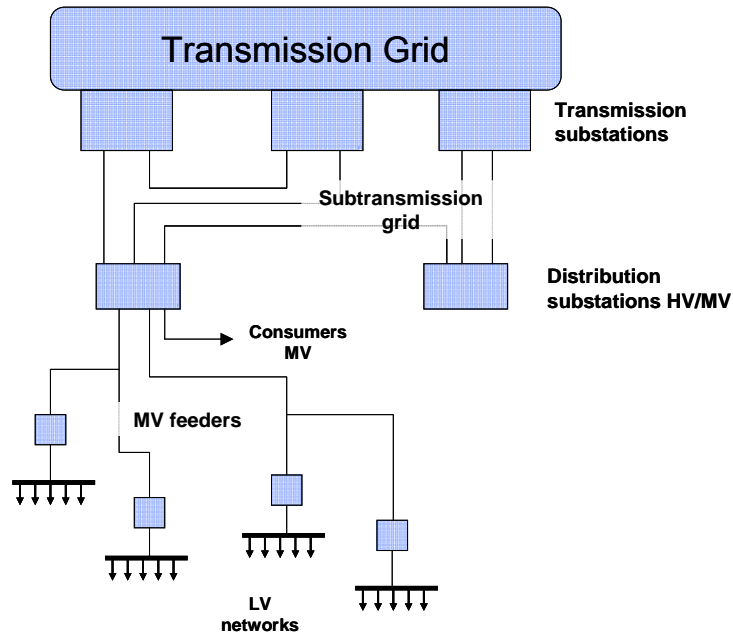 Transmission Grid
Transmission
substations
Subtransmission
grid
Distribution
substations HV/MV
Consumers
MV
MV feeders
LV
networks